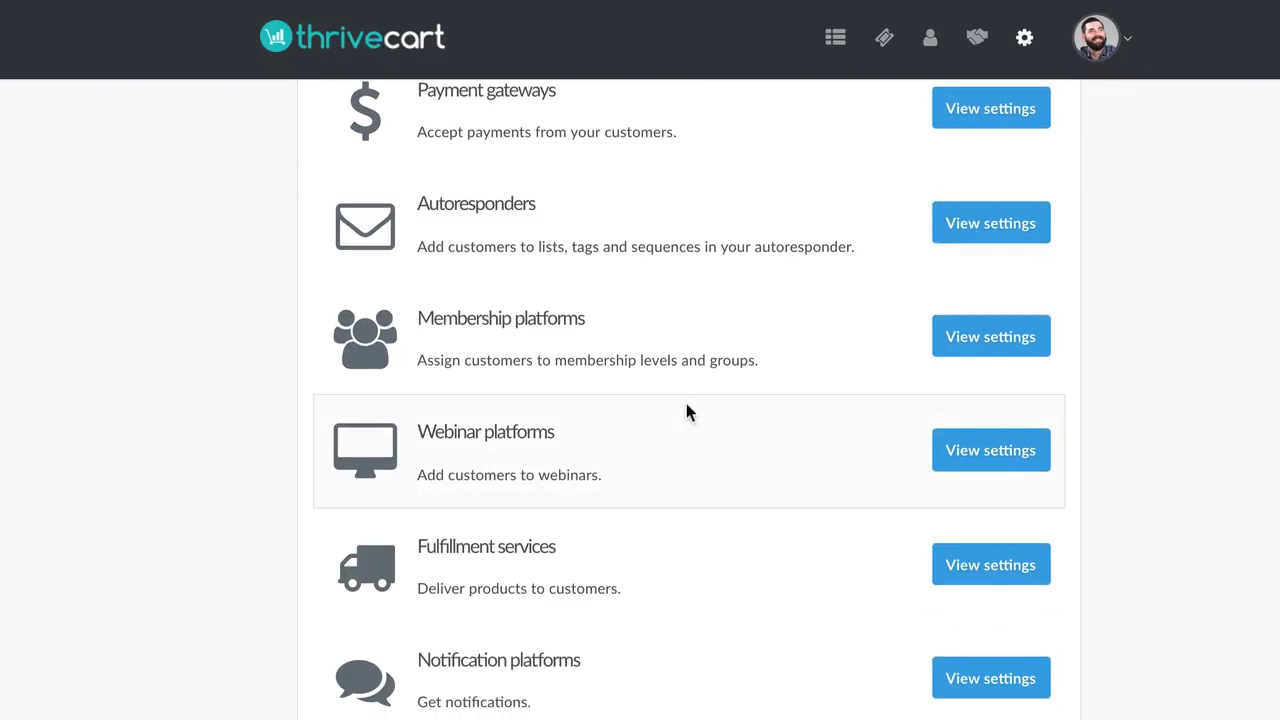 thrivecart
Payment gateways
View settings
Accept payments from your customers.
Autoresponders
View settings
Add customers to lists, tags and sequences in your autoresponder.
Membership platforms
View settings
Assign customers to membership levels and groups.
Webinar platforms
View settings
Add customers to webinars.
Fulfillment services
View settings
Deliver products to customers.
Notification platforms
View settings
Get notifications.